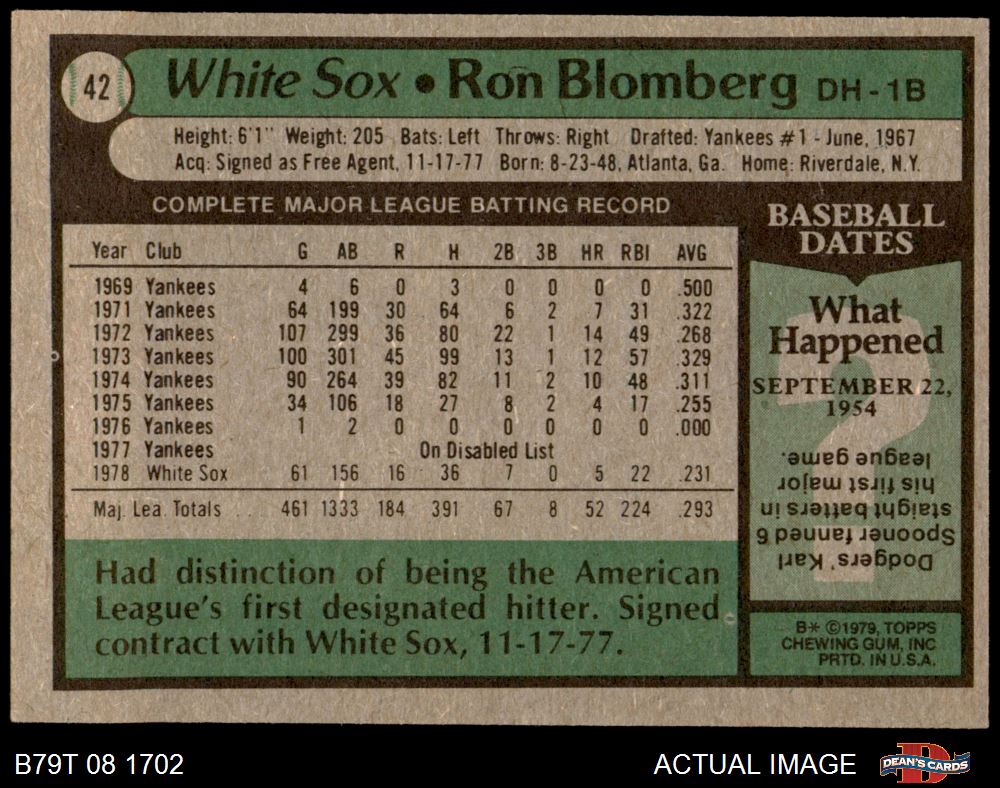 42
White Sox • Ron Blomberg DH - 1B
Height: 6'1" Weight: 205 Bats: Left Throws: Right Drafted: Yankees #1 - June, 1967
Acq: Signed as Free Agent, 11-17-77 Born: 8-23-48, Atlanta, Ga. Home: Riverdale, N.Y.
COMPLETE MAJOR LEAGUE BATTING RECORD
Year Club G AB R H 2B 3B HR RBI AVG
1969 Yankees 4 6 0 3 0 0 0 0 .500
1971 Yankees 64 199 30 64 6 2 7 31 .322
1972 Yankees 107 299 36 80 22 1 14 49 .268
1973 Yankees 100 301 45 99 13 1 12 57 .329
1974 Yankees 90 264 39 82 11 2 10 48 .311
1975 Yankees 34 106 18 27 8 2 4 17 .255
1976 Yankees 1 2 0 0 0 0 0 0 .000
1977 Yankees On Disabled List
1978 White Sox 61 156 16 36 7 0 5 22 .231
Maj. Lea. Totals . . 461 1333 184 391 67 8 52 224 .293
Had distinction of being the American
League's first designated hitter. Signed
contract with White Sox, 11-17-77.
BASEBALL
DATES
What
Happened
SEPTEMBER 22,
1954
Dodgers' Karl
Spooner fanned 6
straight batters in
his first major
league game.
B* ©1979, TOPPS
CHEWING GUM, INC
PRTD. IN U.S.A.
B79T 08 1702
ACTUAL IMAGE
DEAN'S CARDS